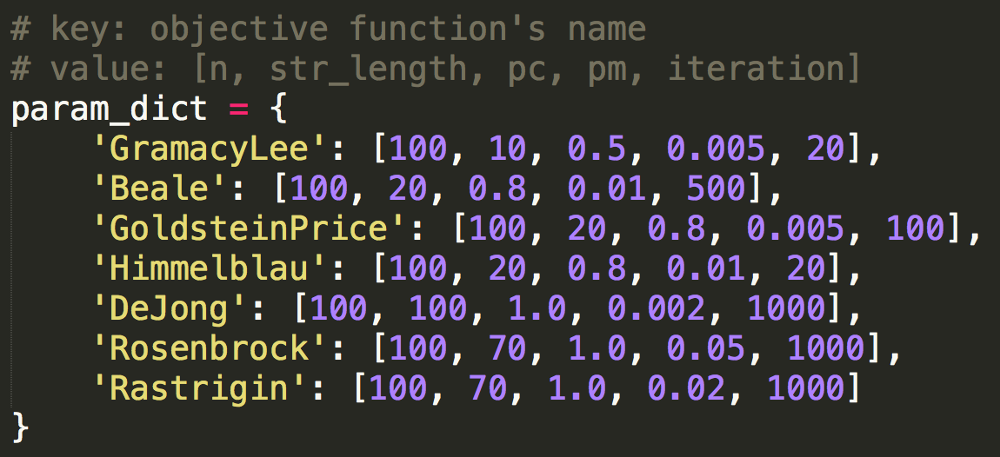 # key: objective function's name
# value: [n, str_length, pc, pm, iteration]
param_dict = {
    'GramacyLee': [100, 10, 0.5, 0.005, 20],
    'Beale': [100, 20, 0.8, 0.01, 500],
    'GoldsteinPrice': [100, 20, 0.8, 0.005, 100],
    'Himmelblau': [100, 20, 0.8, 0.01, 20],
    'DeJong': [100, 100, 1.0, 0.002, 1000],
    'Rosenbrock': [100, 70, 1.0, 0.05, 1000],
    'Rastrigin': [100, 70, 1.0, 0.02, 1000]
}